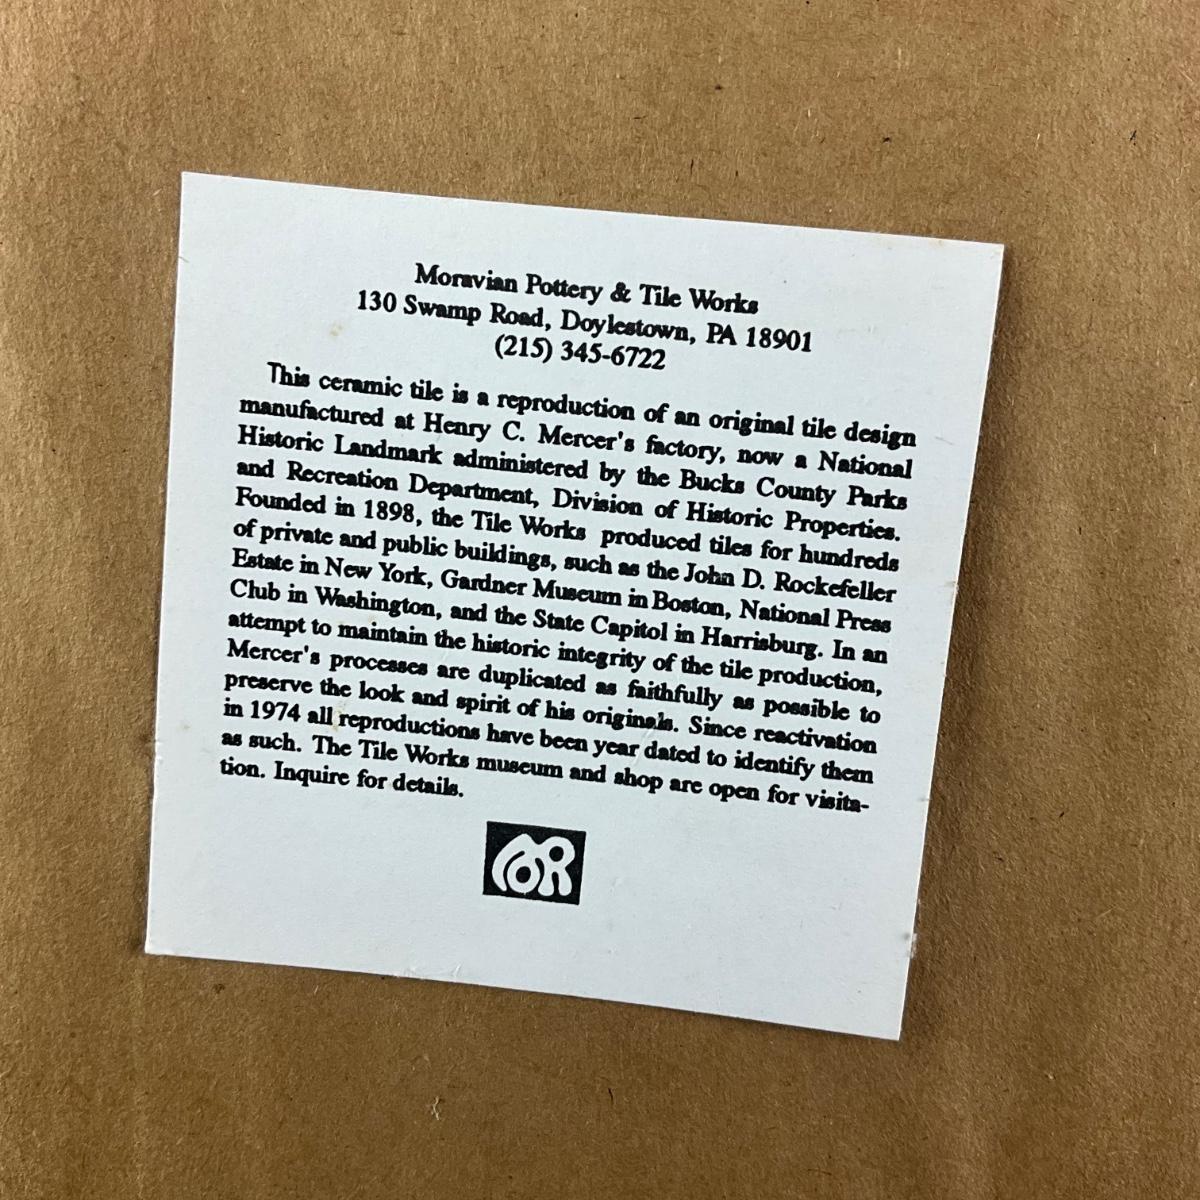 Moravian Pottery & Tile Works
130 Swamp Road, Doylestown, PA 18901
(215) 345-6722
This ceramic tile is a reproduction of an original tile design
manufactured at Henry C. Mercer's factory, now a National
Historic Landmark administered by the Bucks County Parks
and Recreation Department, Division of Historic Properties.
Founded in 1898, the Tile Works produced tiles for hundreds
of private and public buildings, such as the John D. Rockefeller
Estate in New York, Gardner Museum in Boston, National Press
Club in Washington, and the State Capitol in Harrisburg. In an
attempt to maintain the historic integrity of the tile production,
Mercer's processes are duplicated as faithfully as possible to
preserve the look and spirit of his originals. Since reactivation
in 1974 all reproductions have been year dated to identify them
as such. The Tile Works museum and shop are open for visita-
tion. Inquire for details.